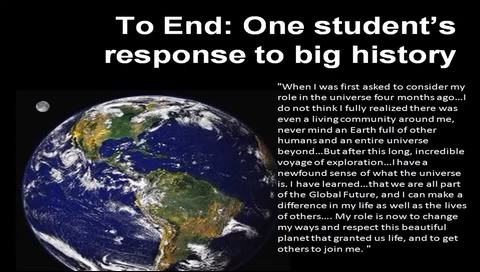 To End: One student's
response to big history
"When I was first asked to consider my
role in the universe four months ago...I
do not think I fully realized there was
even a living community around me,
never mind an Earth full of other
humans and an entire universe
beyond...But after this long, incredible
voyage of exploration...I have a
newfound sense of what the universe
is. I have learned...that we are all part
of the Global Future, and I can make a
difference in my life as well as the lives
of others.... My role is now to change
my ways and respect this beautiful
planet that granted us life, and to get
others to join me. "